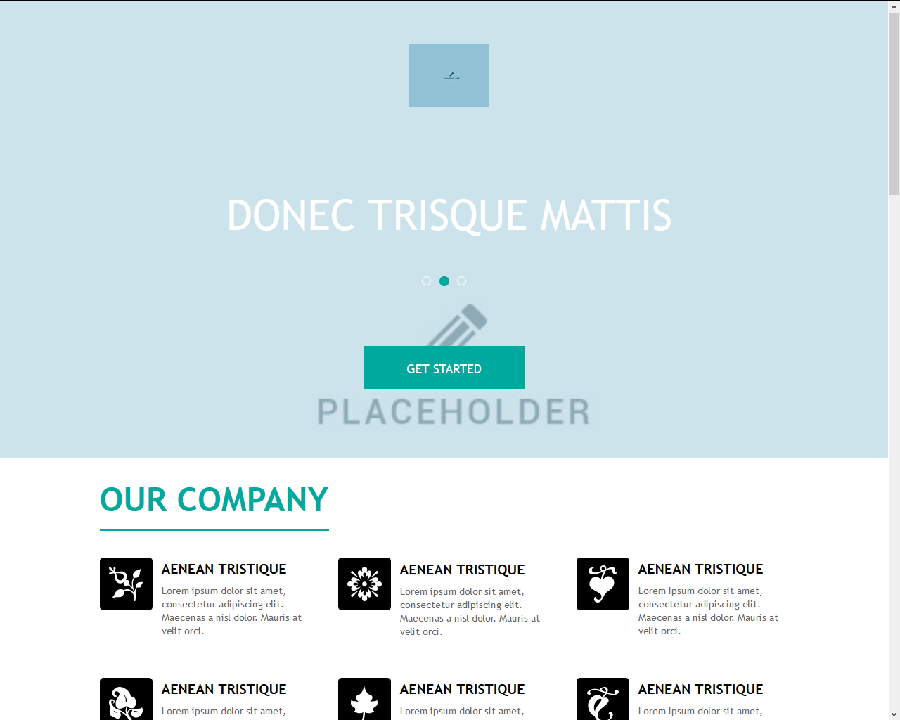 DONEC TRISQUE MATTIS
GET STARTED
PLACEHOLDER
OUR COMPANY
AENEAN TRISTIQUE
Lorem ipsum dolor sit amet,
consectetur adipiscing elit.
Maecenas a nisl dolor. Mauris at
velit orci.
AENEAN TRISTIQUE
Lorem ipsum dolor sit amet,
consectetur adipiscing elit.
Maecenas a nisl dolor. Mauris at
velit orci.
AENEAN TRISTIQUE
Lorem ipsum dolor sit amet,
consectetur adipiscing elit.
Maecenas a nisl dolor. Mauris at
velit orci.
AENEAN TRISTIQUE
Lorem ipsum dolor sit amet,
AENEAN TRISTIQUE
Lorem ipsum dolor sit amet,
AENEAN TRISTIQUE
Lorem ipsum dolor sit amet,